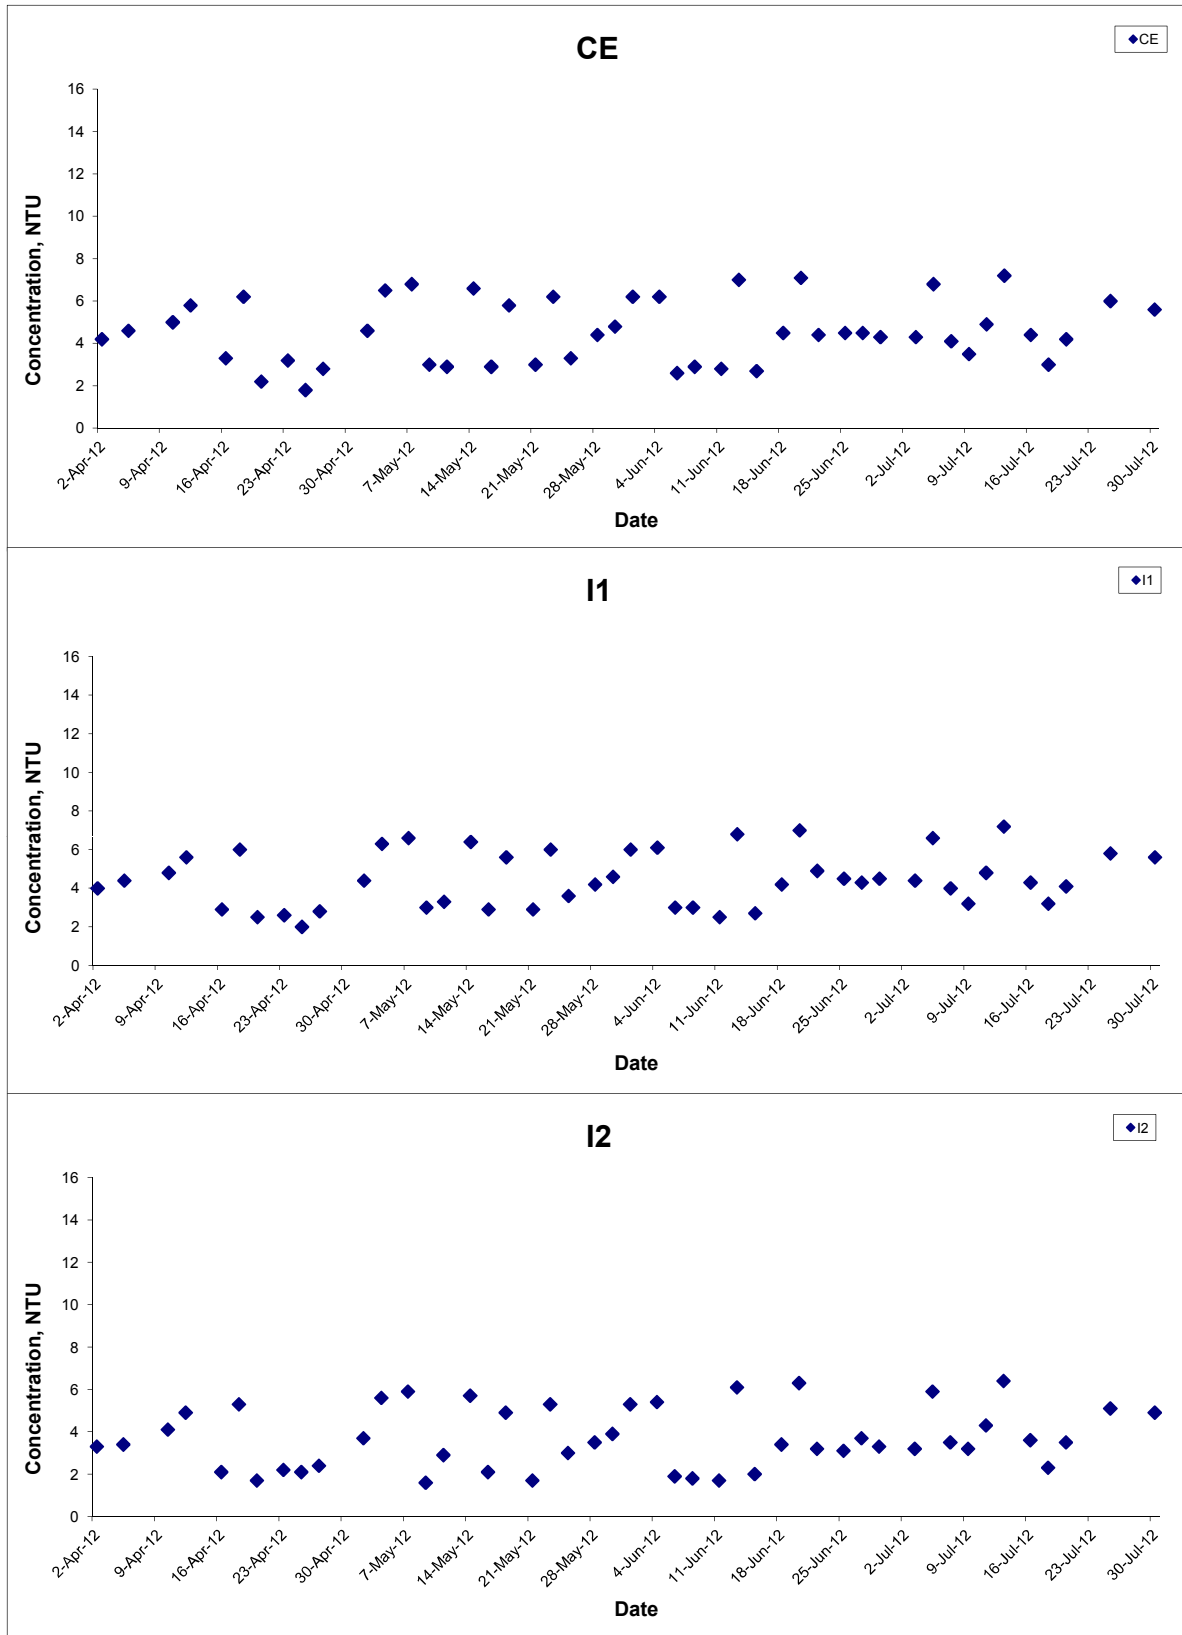 CE
CE
16
14
12
10
8
6
4
2
0
Concentration, NTU
2-Apr-12
9-Apr-12
16-Apr-12
23-Apr-12
30-Apr-12
7-May-12
14-May-12
21-May-12
28-May-12
4-Jun-12
11-Jun-12
18-Jun-12
25-Jun-12
2-Jul-12
9-Jul-12
16-Jul-12
23-Jul-12
30-Jul-12
Date
I1
I1
16
14
12
10
8
6
4
2
0
Concentration, NTU
2-Apr-12
9-Apr-12
16-Apr-12
23-Apr-12
30-Apr-12
7-May-12
14-May-12
21-May-12
28-May-12
4-Jun-12
11-Jun-12
18-Jun-12
25-Jun-12
2-Jul-12
9-Jul-12
16-Jul-12
23-Jul-12
30-Jul-12
Date
I2
I2
16
14
12
10
8
6
4
2
0
Concentration, NTU
2-Apr-12
9-Apr-12
16-Apr-12
23-Apr-12
30-Apr-12
7-May-12
14-May-12
21-May-12
28-May-12
4-Jun-12
11-Jun-12
18-Jun-12
25-Jun-12
2-Jul-12
9-Jul-12
16-Jul-12
23-Jul-12
30-Jul-12
Date